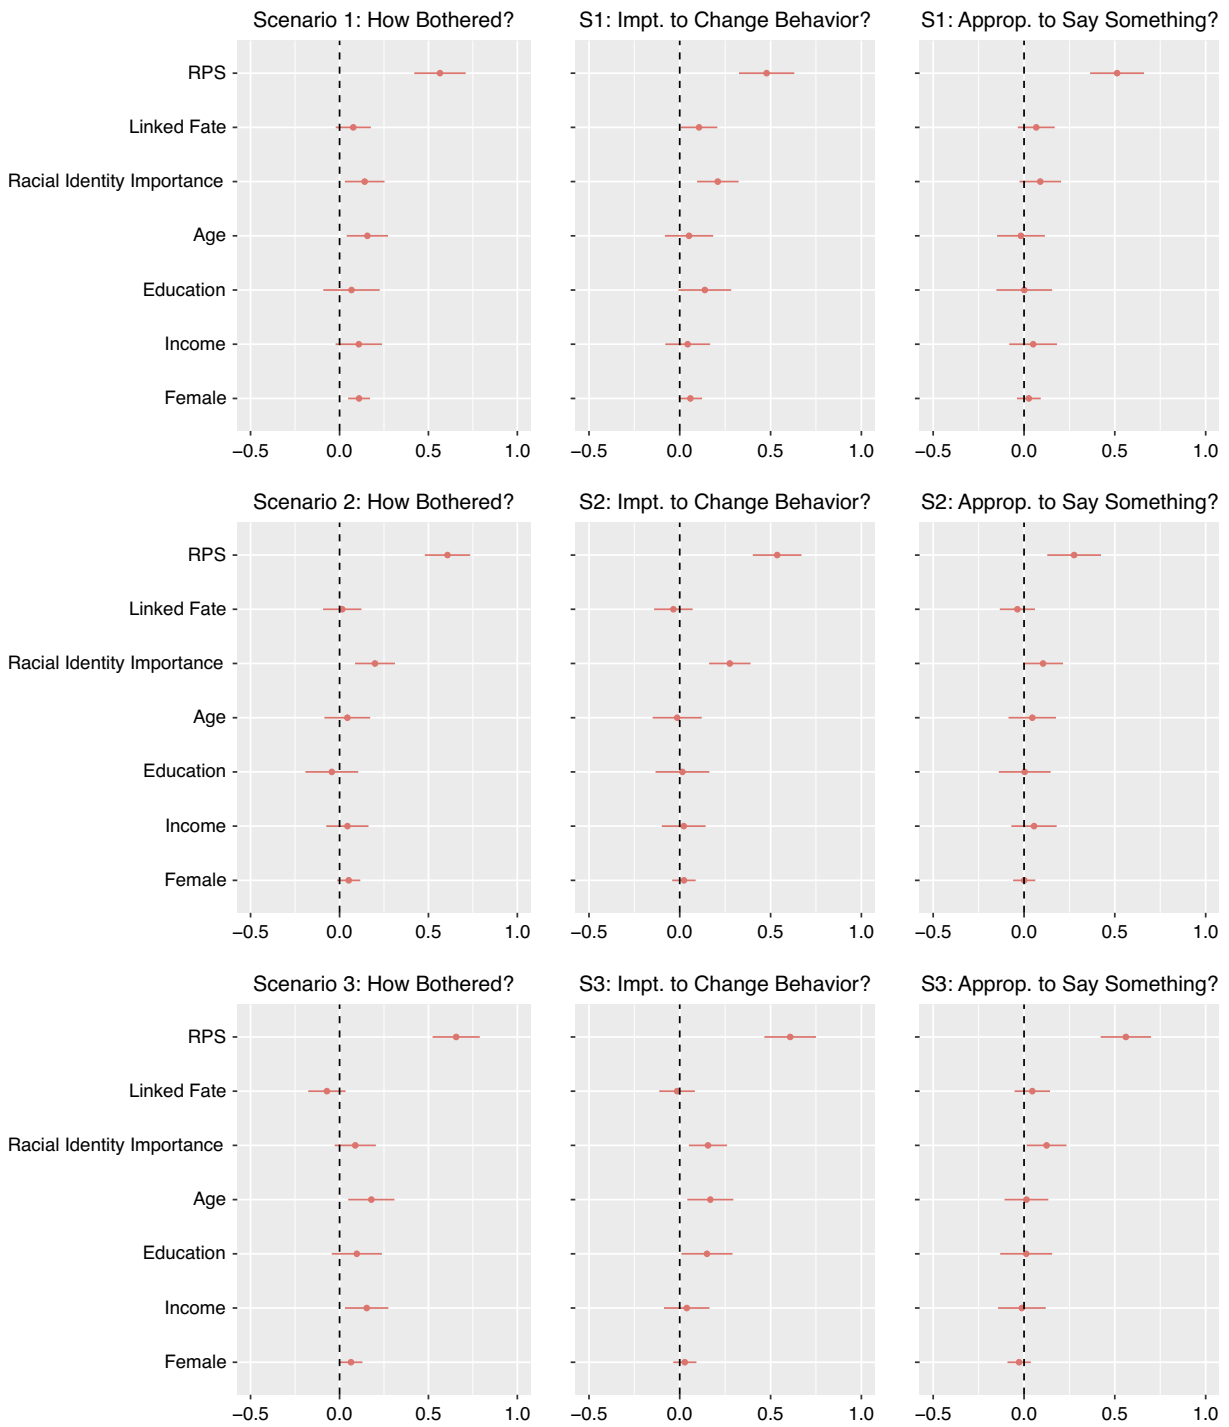 Scenario 1: How Bothered?
S1: Impt. to Change Behavior?
S1: Approp. to Say Something?
RPS
Linked Fate
Racial Identity Importance
Age
Education
Income
Female
−0.5 0.0 0.5 1.0
−0.5 0.0 0.5 1.0
−0.5 0.0 0.5 1.0
Scenario 2: How Bothered?
S2: Impt. to Change Behavior?
S2: Approp. to Say Something?
RPS
Linked Fate
Racial Identity Importance
Age
Education
Income
Female
−0.5 0.0 0.5 1.0
−0.5 0.0 0.5 1.0
−0.5 0.0 0.5 1.0
Scenario 3: How Bothered?
S3: Impt. to Change Behavior?
S3: Approp. to Say Something?
RPS
Linked Fate
Racial Identity Importance
Age
Education
Income
Female
−0.5 0.0 0.5 1.0
−0.5 0.0 0.5 1.0
−0.5 0.0 0.5 1.0